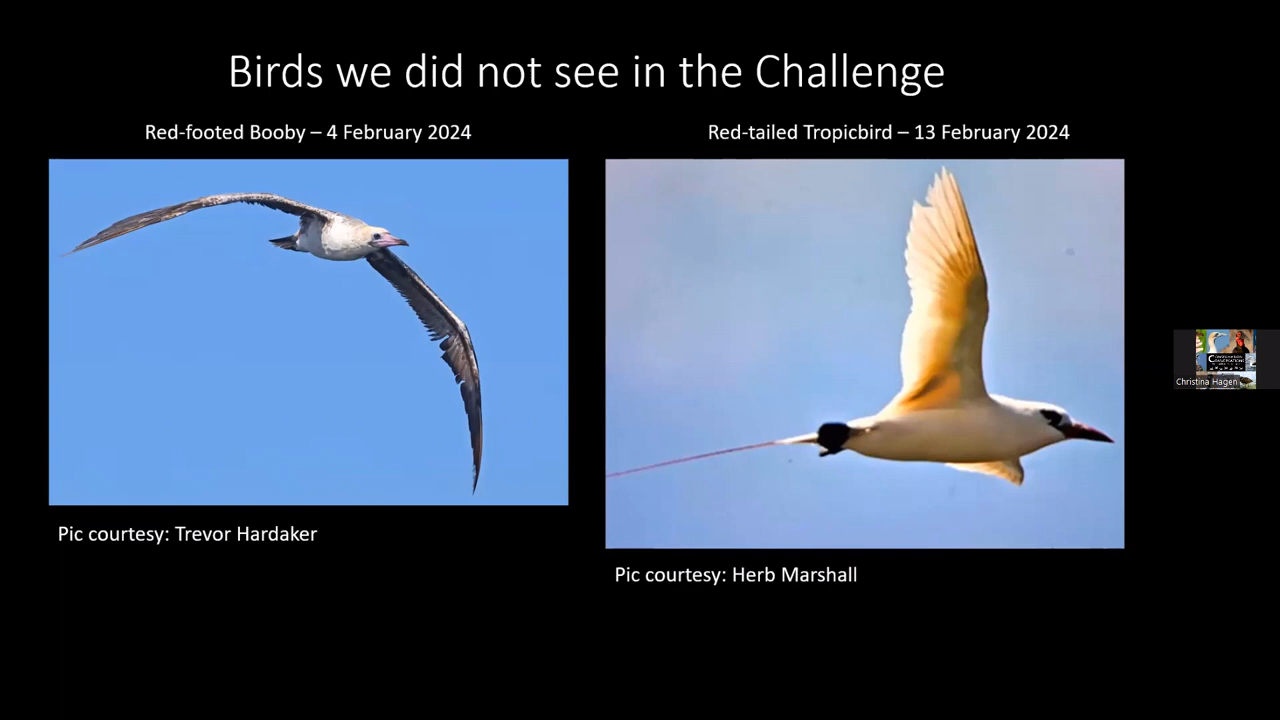 Birds we did not see in the Challenge
Red-footed Booby – 4 February 2024
Red-tailed Tropicbird – 13 February 2024
Pic courtesy: Trevor Hardaker
Pic courtesy: Herb Marshall
Christina Hagen